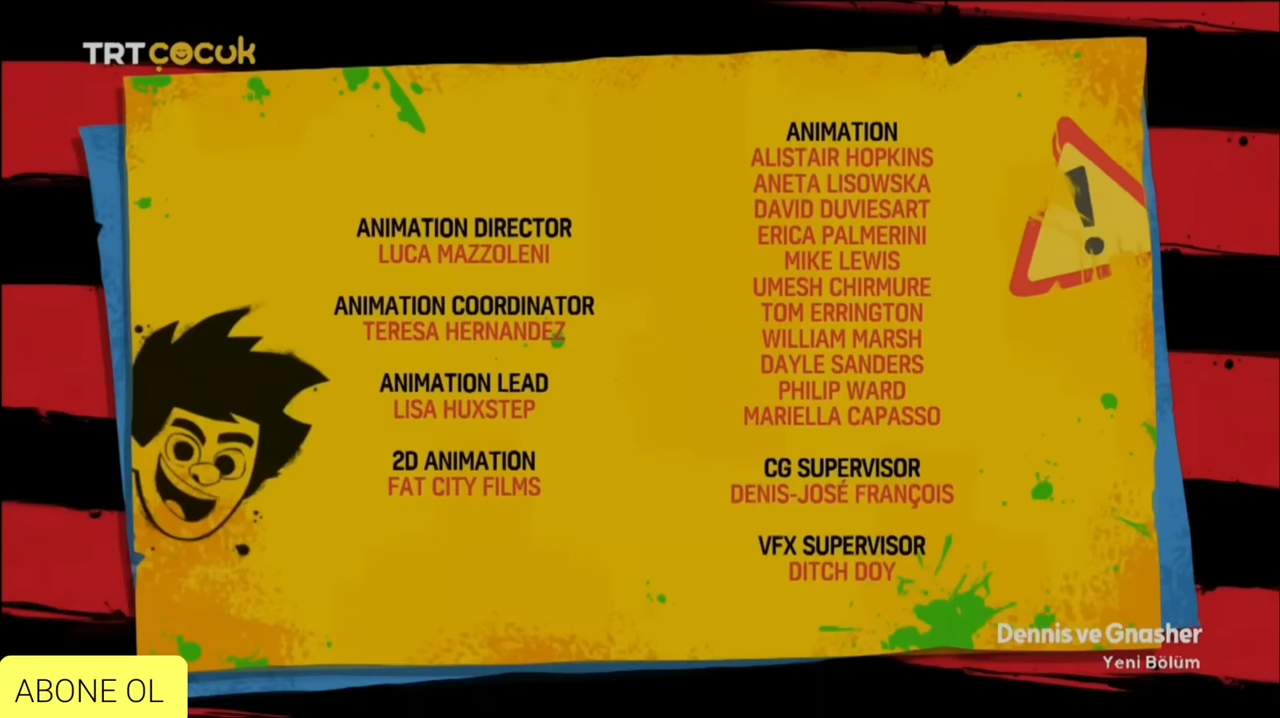 TRT çocuk
ANIMATION DIRECTOR
LUCA MAZZOLENI
ANIMATION COORDINATOR
TERESA HERNANDEZ
ANIMATION LEAD
LISA HUXSTEP
2D ANIMATION
FAT CITY FILMS
ANIMATION
ALISTAIR HOPKINS
ANETA LISOWSKA
DAVID DUVIESART
ERICA PALMERINI
MIKE LEWIS
UMESH CHIRMURE
TOM ERRINGTON
WILLIAM MARSH
DAYLE SANDERS
PHILIP WARD
MARIELLA CAPASSO
CG SUPERVISOR
DENIS-JOSÉ FRANÇOIS
VFX SUPERVISOR
DITCH DOY
!
Dennis ve Gnasher
Yeni Bölüm
ABONE OL